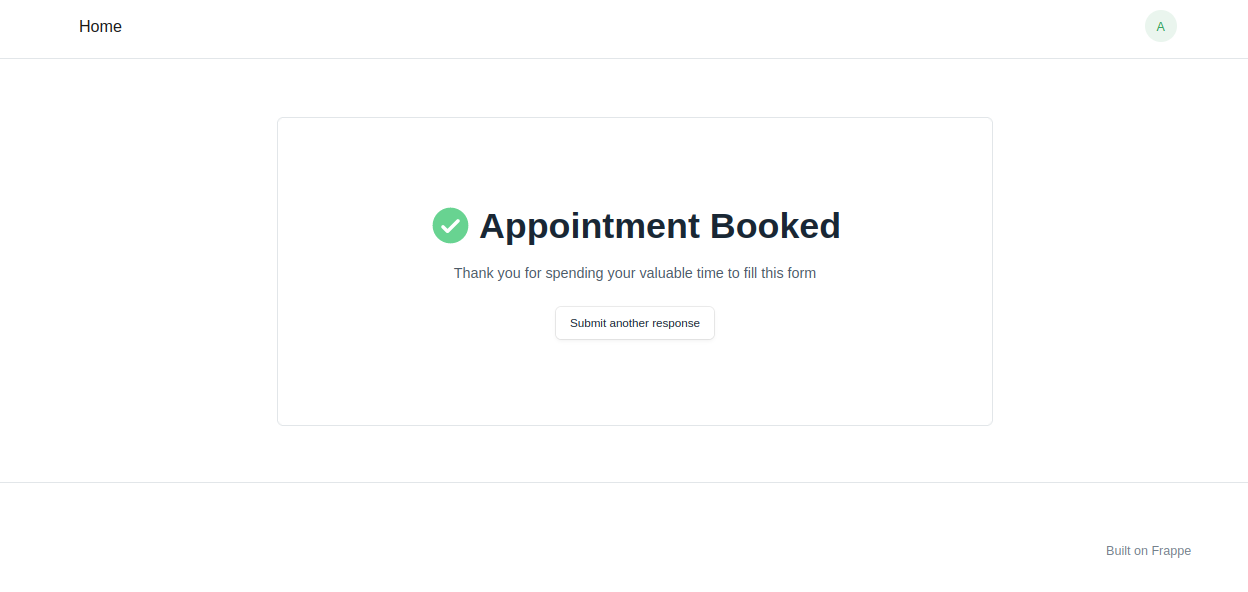 Home
A
Appointment Booked
Thank you for spending your valuable time to fill this form
Submit another response
Built on Frappe